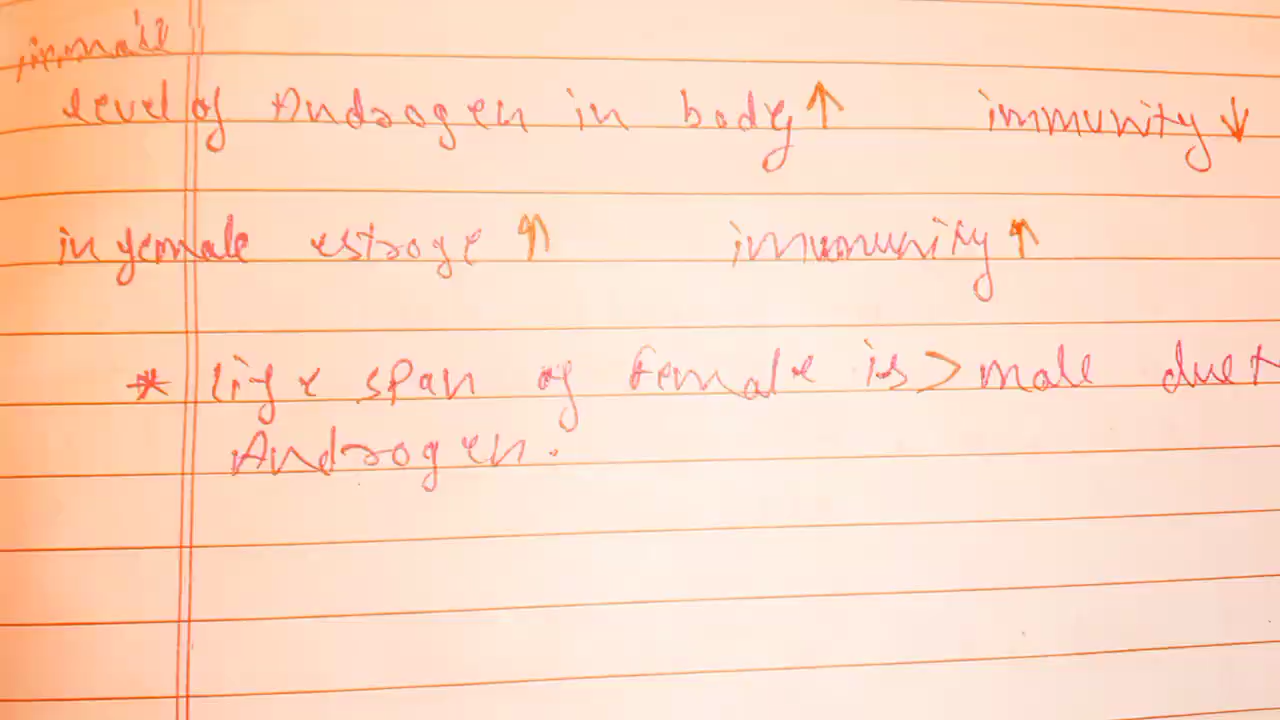 in male
level of Androgen in body ↑ immunity ↓
in female estroge ↑ immunity ↑
* Life span of female is > male due t
Androgen.